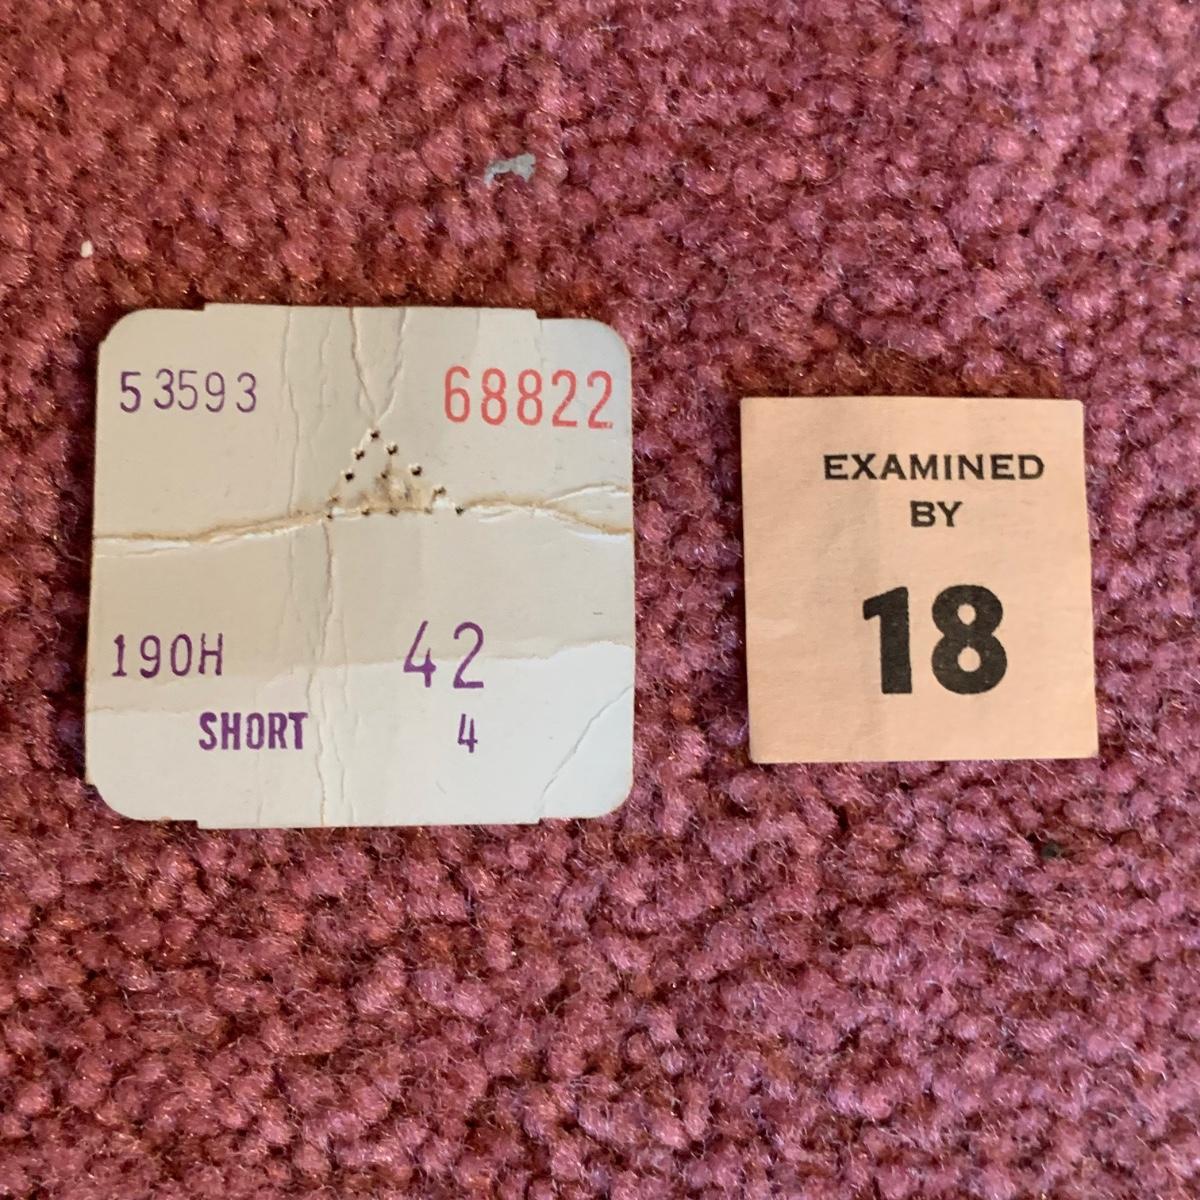 53593 68822
190H 42
SHORT 4
EXAMINED
BY
18